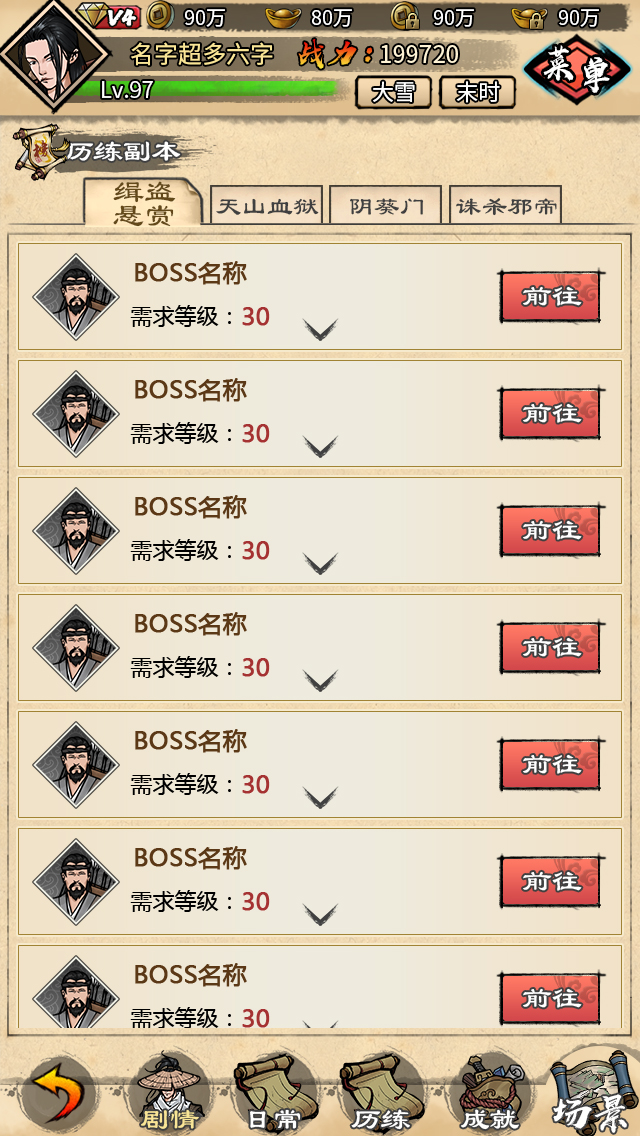 V4 90万 80万 90万 90万
名字超多六字 战力：199720
菜单
Lv.97 大雪 末时
历练副本
缉盗
悬赏
天山血狱 阴葵门 诛杀邪帝
BOSS名称
需求等级：30
前往
BOSS名称
需求等级：30
前往
BOSS名称
需求等级：30
前往
BOSS名称
需求等级：30
前往
BOSS名称
需求等级：30
前往
BOSS名称
需求等级：30
前往
BOSS名称
需求等级：30
前往
剧情 日常 历练 成就 场景